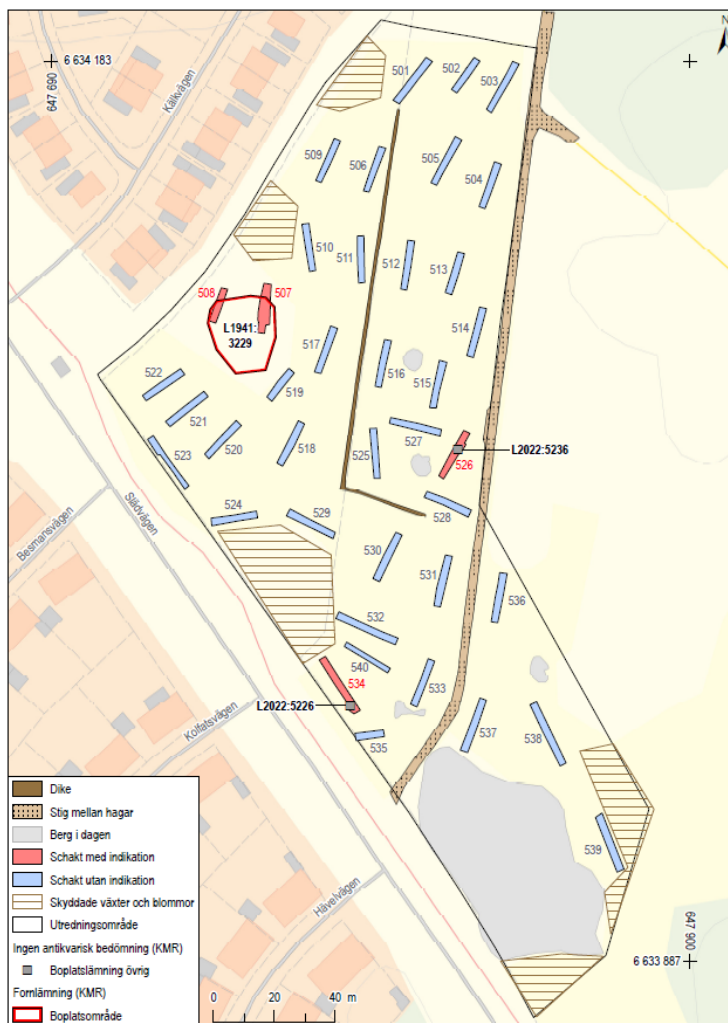 N
6 634 183
647 690
Kälkvägen
501
502
503
509
506
505
504
510
511
512
513
508
507
L1941:
3229
514
517
516
515
522
519
521
527
L2022:5236
520
518
525
526
523
524
529
528
Besmansvägen
Slädvägen
530
531
536
532
540
534
533
L2022:5226
Kolfatsvägen
535
537
538
539
Hävelvägen
647 900
6 633 887
Dike
Stig mellan hagar
Berg i dagen
Schakt med indikation
Schakt utan indikation
Skyddade växter och blommor
Utredningsområde
Ingen antikvarisk bedömning (KMR)
Boplatslämning övrig
Fornlämning (KMR)
Boplatsområde
0 20 40 m